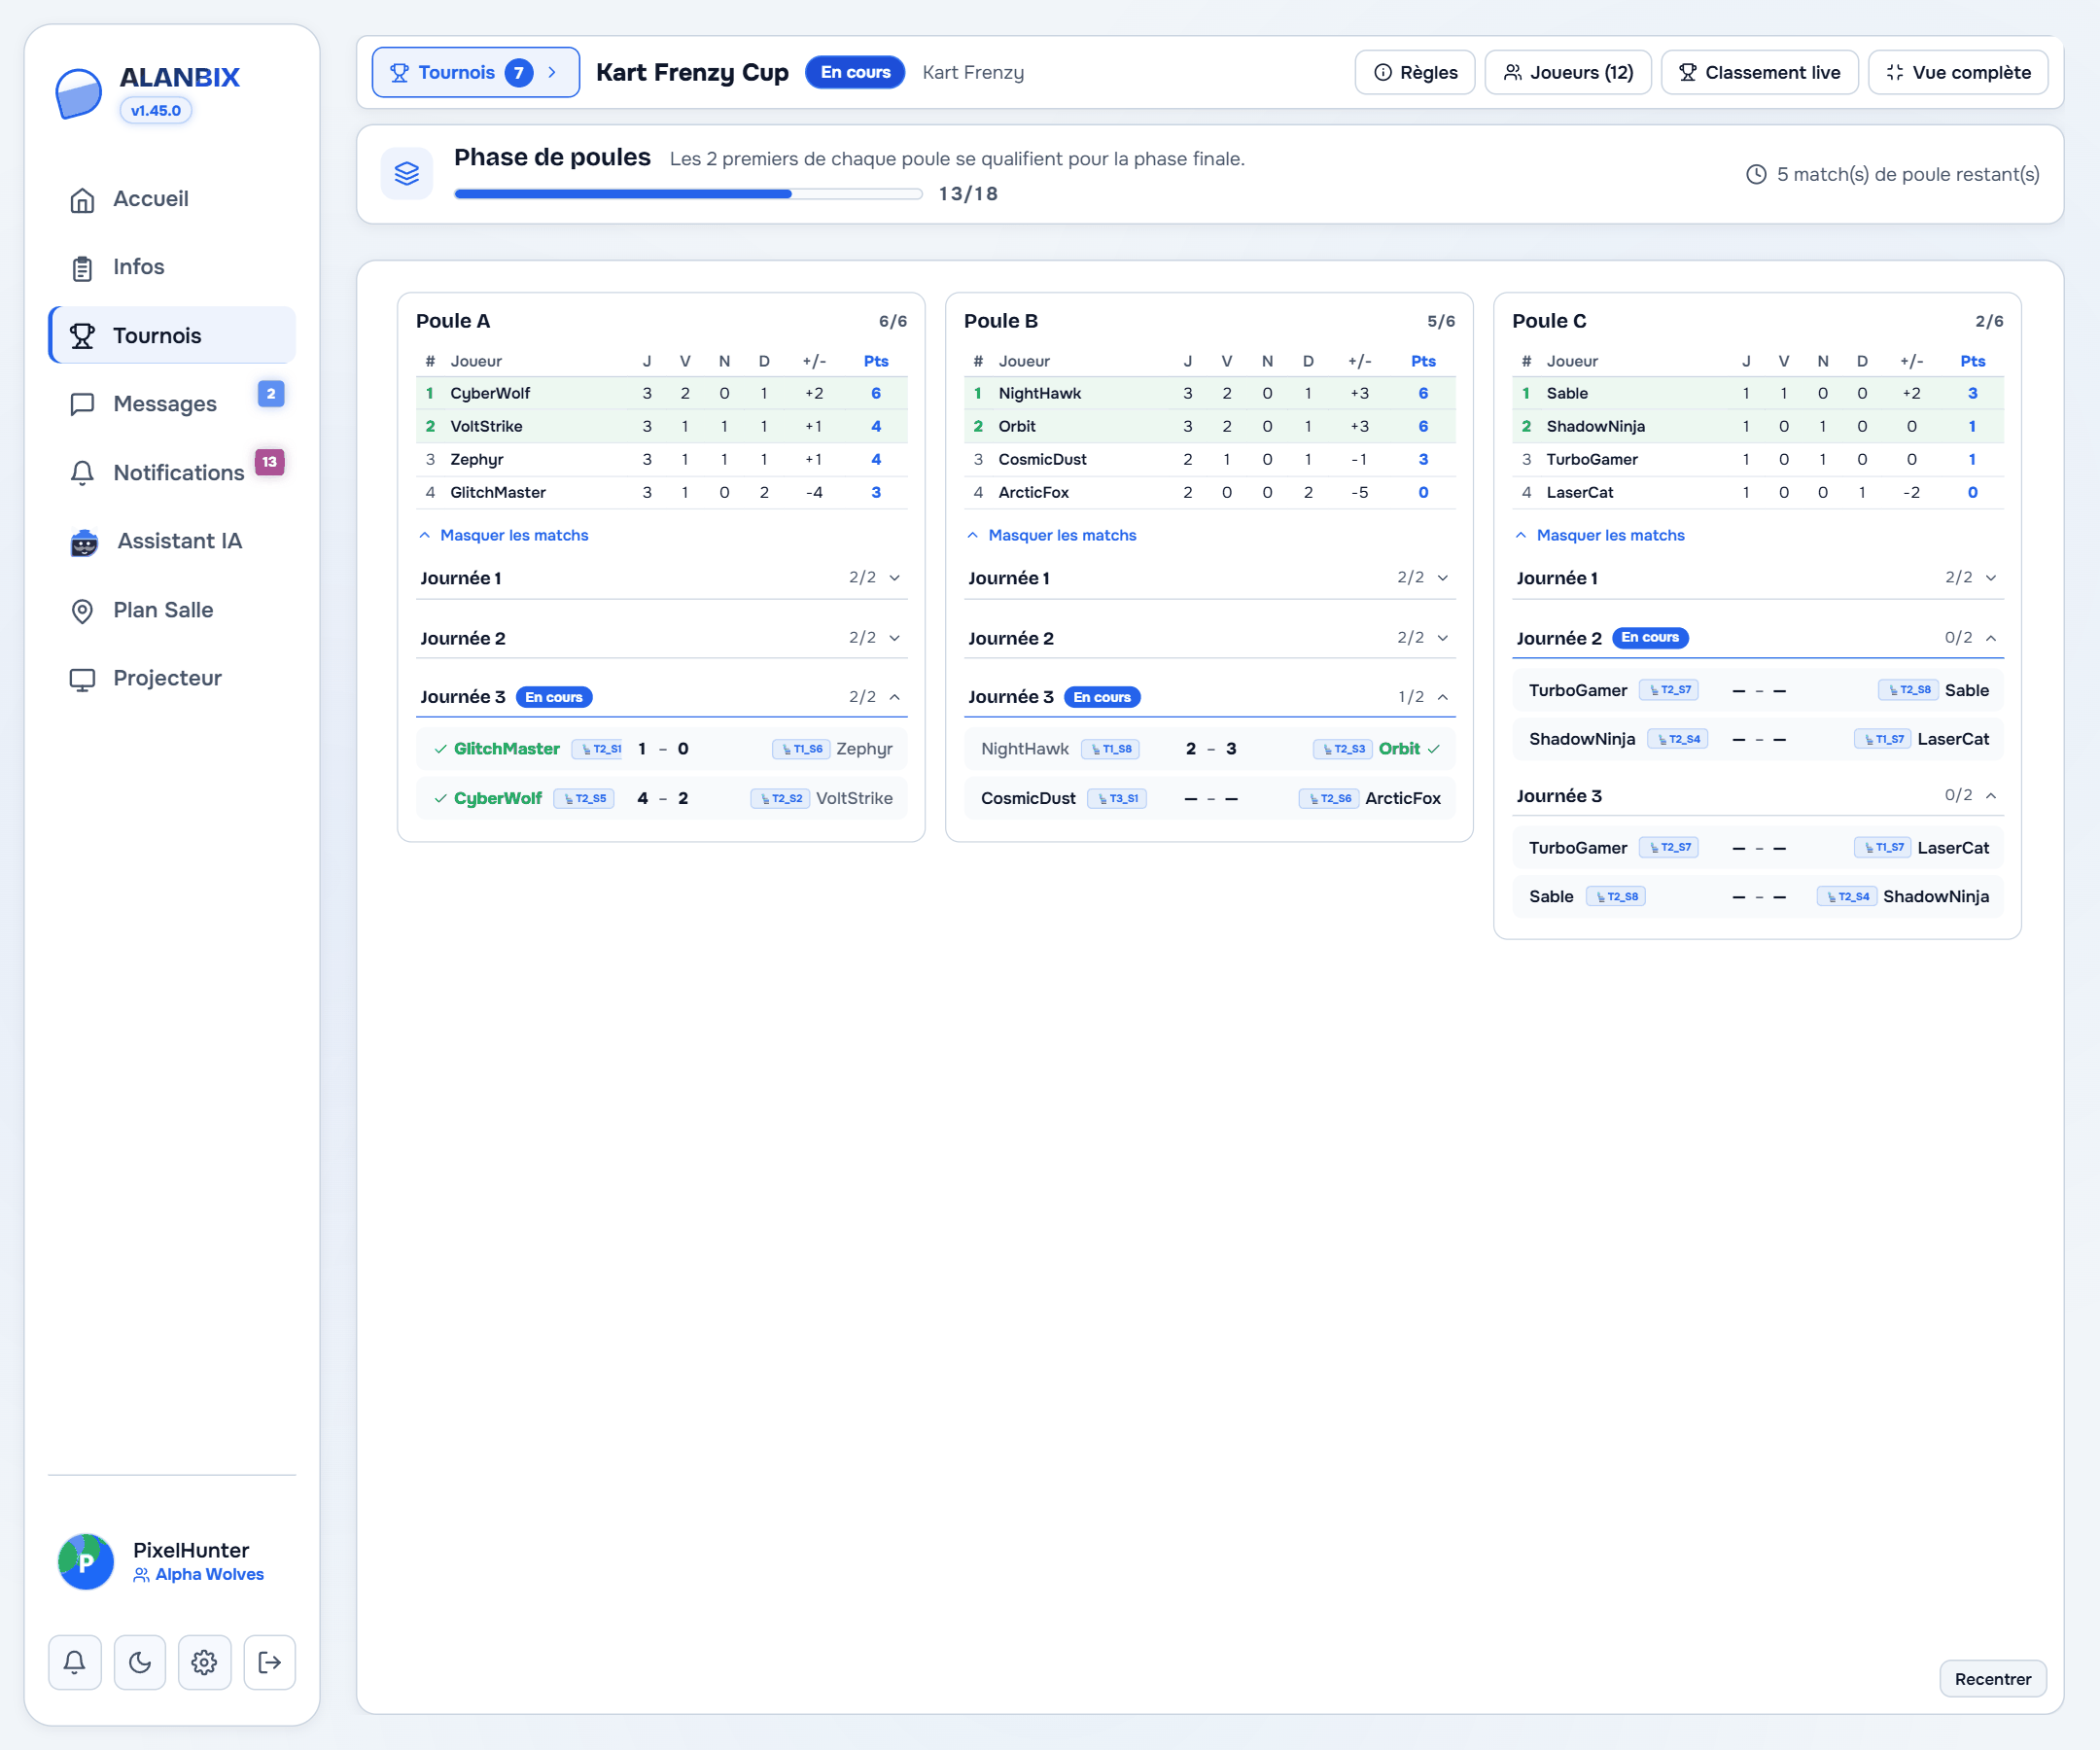 ALANBIX
v1.45.0
Accueil
Infos
Tournois
Messages 2
Notifications 13
Assistant IA
Plan Salle
Projecteur
PixelHunter
Alpha Wolves
Tournois 7 Kart Frenzy Cup En cours Kart Frenzy Règles Joueurs (12) Classement live Vue complète
Phase de poules Les 2 premiers de chaque poule se qualifient pour la phase finale.
13/18
5 match(s) de poule restant(s)
Poule A 6/6
# Joueur J V N D +/- Pts
1 CyberWolf 3 2 0 1 +2 6
2 VoltStrike 3 1 1 1 +1 4
3 Zephyr 3 1 1 1 +1 4
4 GlitchMaster 3 1 0 2 -4 3
Masquer les matchs
Journée 1 2/2
Journée 2 2/2
Journée 3 En cours 2/2
GlitchMaster T2_S1 1 - 0 T1_S6 Zephyr
CyberWolf T2_S5 4 - 2 T2_S2 VoltStrike
Poule B 5/6
# Joueur J V N D +/- Pts
1 NightHawk 3 2 0 1 +3 6
2 Orbit 3 2 0 1 +3 6
3 CosmicDust 2 1 0 1 -1 3
4 ArcticFox 2 0 0 2 -5 0
Masquer les matchs
Journée 1 2/2
Journée 2 2/2
Journée 3 En cours 1/2
NightHawk T1_S8 2 - 3 T2_S3 Orbit
CosmicDust T3_S1 — - — T2_S6 ArcticFox
Poule C 2/6
# Joueur J V N D +/- Pts
1 Sable 1 1 0 0 +2 3
2 ShadowNinja 1 0 1 0 0 1
3 TurboGamer 1 0 1 0 0 1
4 LaserCat 1 0 0 1 -2 0
Masquer les matchs
Journée 1 2/2
Journée 2 En cours 0/2
TurboGamer T2_S7 — - — T2_S8 Sable
ShadowNinja T2_S4 — - — T1_S7 LaserCat
Journée 3 0/2
TurboGamer T2_S7 — - — T1_S7 LaserCat
Sable T2_S8 — - — T2_S4 ShadowNinja
Recentrer
P